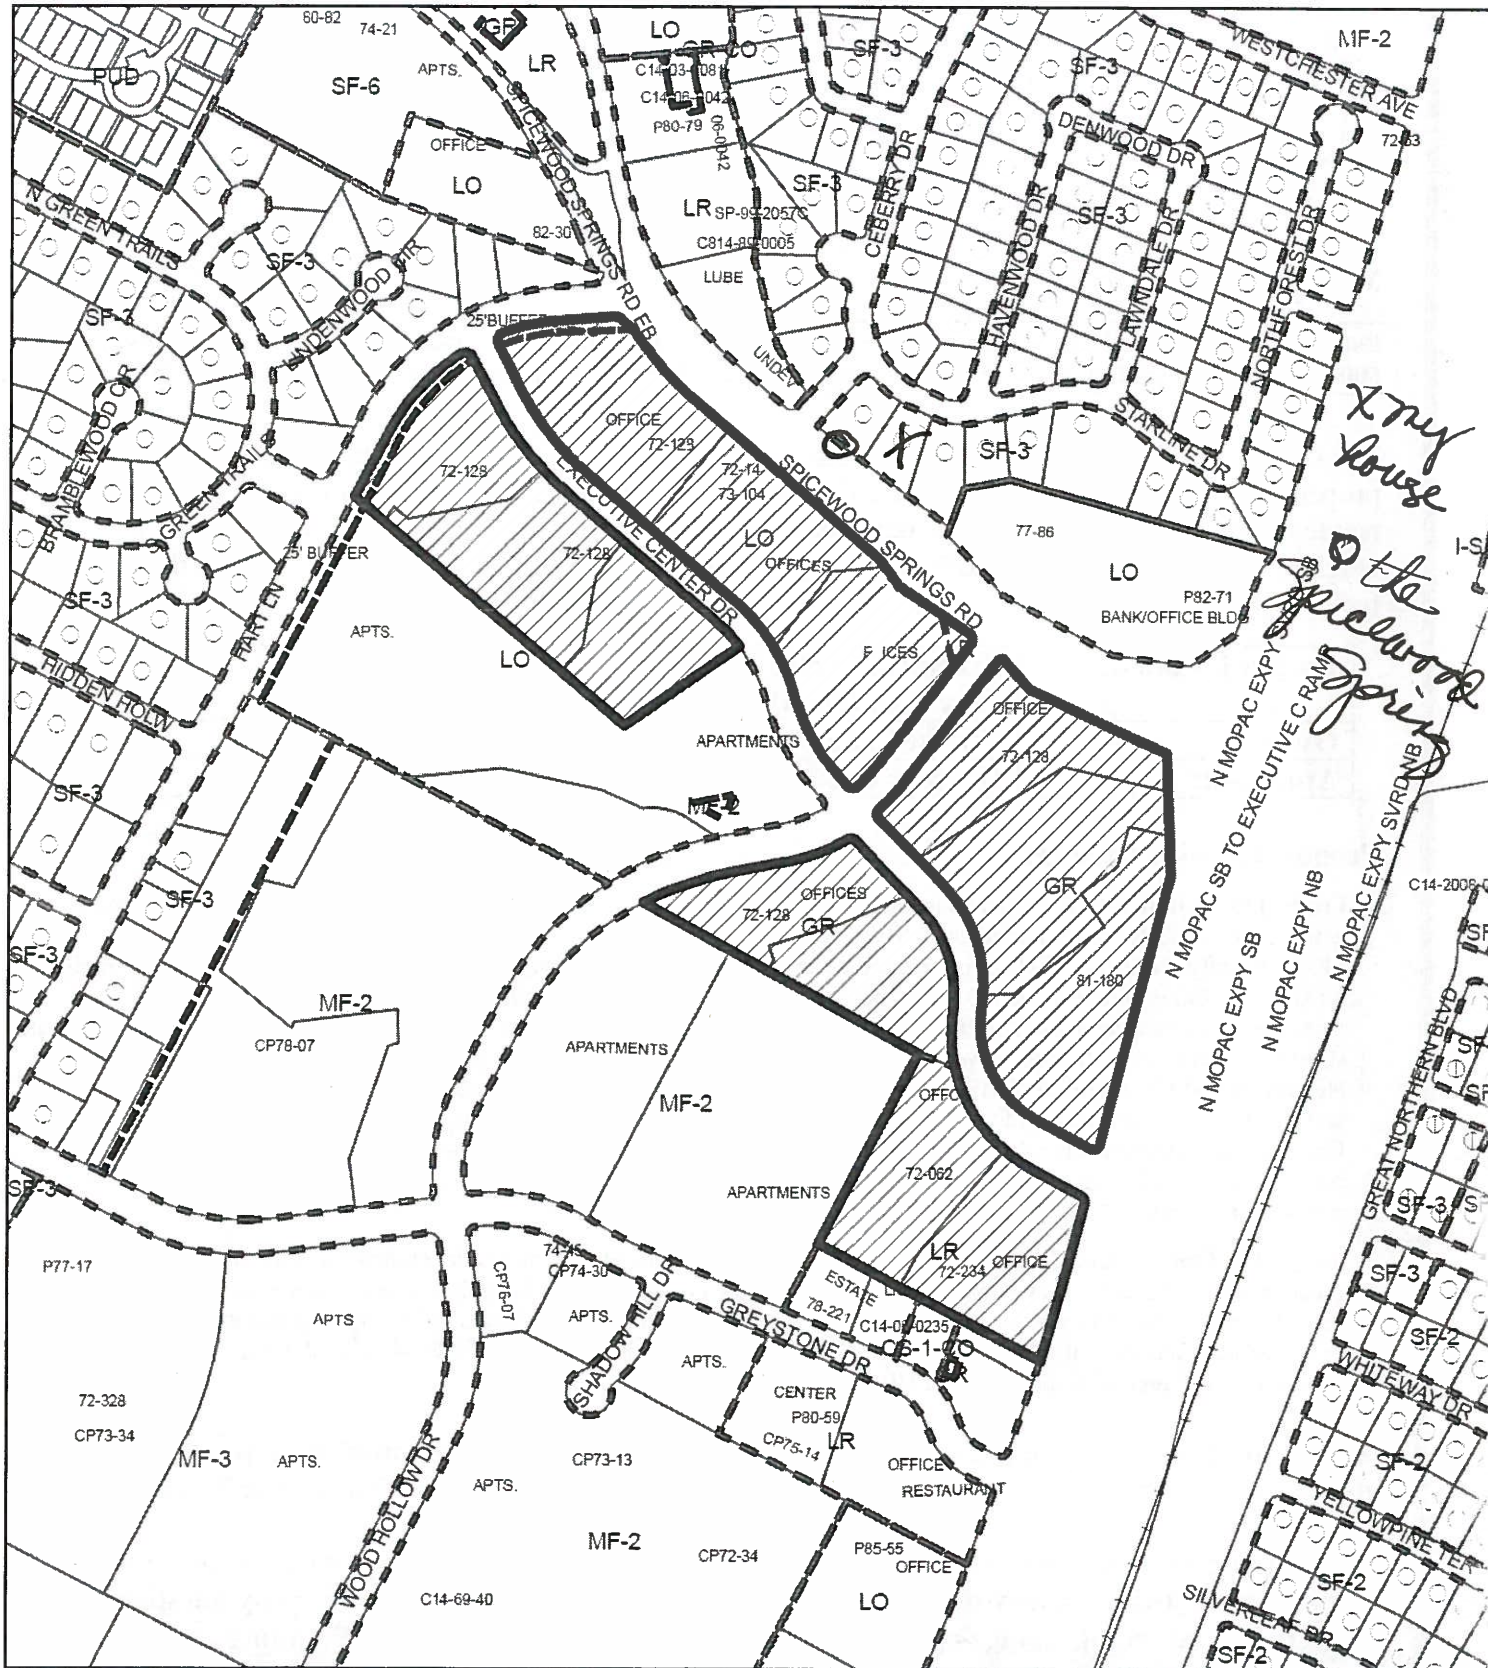 60-82
74-21
GR
LO
GR-CO
SF-3
MF-2
WESTCHESTER AVE
PUD
SF-6
APTS.
LR
C14-03-0081
C14-06-0042
P80-79
06-0042
SF-3
DENWOOD DR
72-33
OFFICE
LO
SPICEWOOD SPRINGS RD EB
SF-3
CEBERRY DR
HAVENWOOD DR
SF-3
LAWNDALE DR
NORTHFOREST DR
N GREEN TRAILS
82-30
LR
SP-99-2057C
C814-89-0005
LUBE
SF-3
LINDENWOOD CIR
SF-3
25' BUFFER
UNDEV
STARLINE DR
X my
house
BRAMBLEWOOD CIR
S GREEN TRAILS
OFFICE
72-128
72-128
EXECUTIVE CENTER DR
72-14
73-104
LO
OFFICES
SPICEWOOD SPRINGS RD
X
SF-3
77-86
LO
P82-71
BANK/OFFICE BLDG
I-S
the
Spicewood
Springs
25' BUFFER
72-128
SF-3
HART LN
APTS.
LO
HIDDEN HOLW
F ICES
LR
APARTMENTS
OFFICE
72-128
N MOPAC EXPY SVRD SB
N MOPAC SB TO EXECUTIVE C RAMP
N MOPAC EXPY SB
N MOPAC EXPY NB
N MOPAC EXPY SVRD NB
SF-3
MF-2
SF-3
OFFICES
72-128
GR
GR
81-180
C14-2008-0
SF
SF-3
MF-2
CP78-07
APARTMENTS
MF-2
OFFC
GREAT NORTHERN BLVD
SF
SF
72-062
APARTMENTS
SF-3
SF-3
S
P77-17
74-45
CP74-30
CP76-07
LR
72-234
OFFICE
ESTATE
78-221
SF-3
APTS
APTS.
SHADOW HILL DR
GREYSTONE DR
C14-02-0235
CS-1-CO
LR
SF-2
WHITEWAY DR
72-328
CP73-34
APTS.
CENTER
P80-59
CP75-14
LR
MF-3
APTS.
WOOD HOLLOW DR
APTS.
CP73-13
OFFICE
RESTAURANT
SF-2
YELLOWPINE TER
MF-2
CP72-34
P85-55
OFFICE
LO
SF-2
C14-69-40
SILVERLEAF DR
SF-2